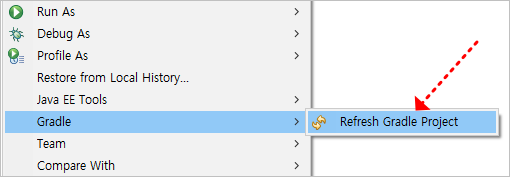 Run As
Debug As
Profile As
Restore from Local History...
Java EE Tools
Gradle
Refresh Gradle Project
Team
Compare With